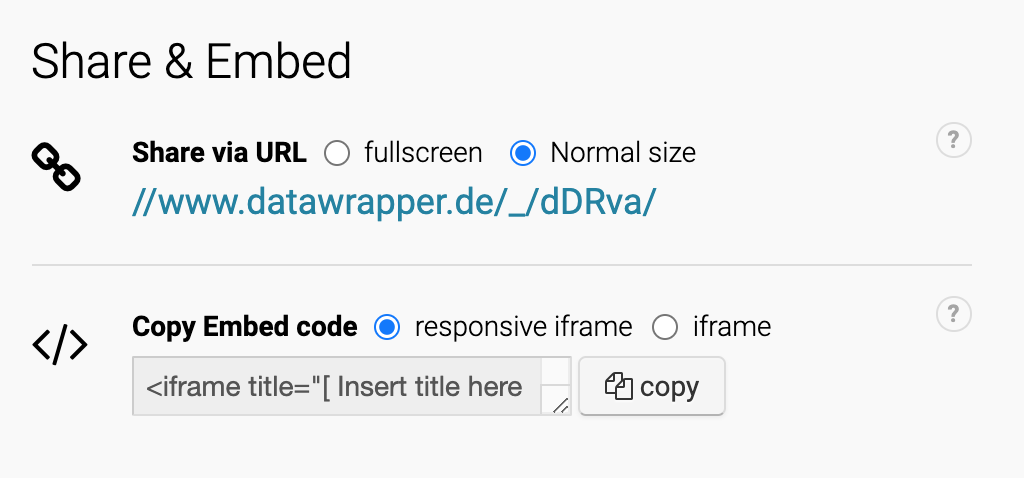 Share & Embed
Share via URL fullscreen Normal size
?
//www.datawrapper.de/_/dDRva/
Copy Embed code responsive iframe iframe
?
<iframe title="[ Insert title here
copy